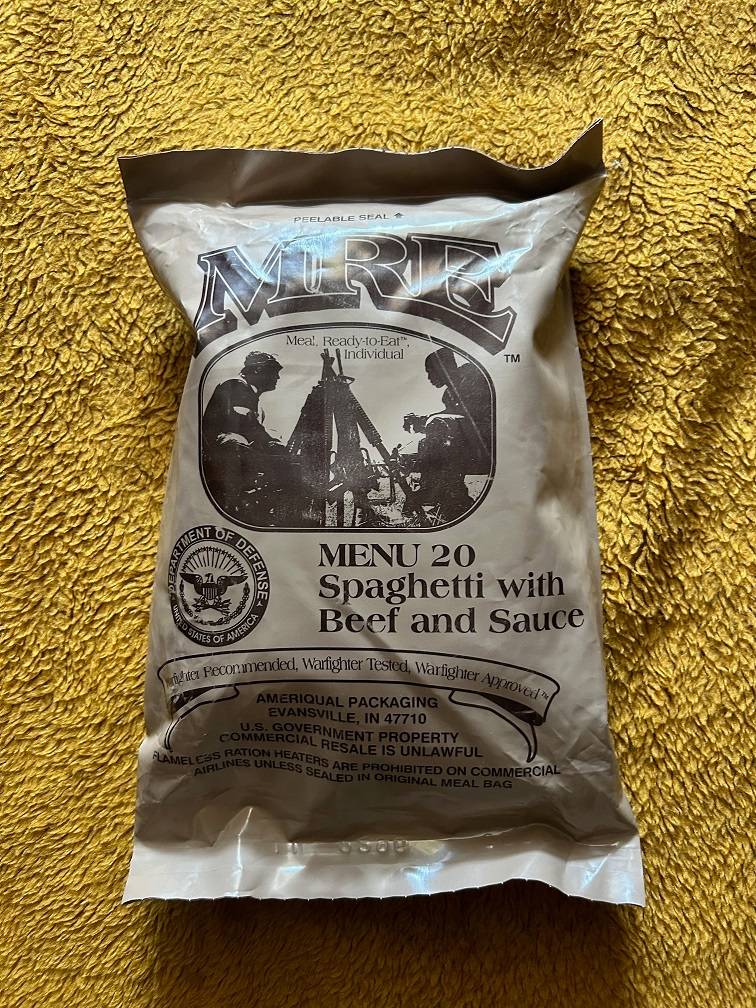 PEELABLE SEAL
MRE
Meal, Ready-to-Eat™,
Individual
TM
DEPARTMENT OF DEFENSE
UNITED STATES OF AMERICA
MENU 20
Spaghetti with
Beef and Sauce
Warfighter Recommended, Warfighter Tested, Warfighter Approved™
AMERIQUAL PACKAGING
EVANSVILLE, IN 47710
U.S. GOVERNMENT PROPERTY
COMMERCIAL RESALE IS UNLAWFUL
FLAMELESS RATION HEATERS ARE PROHIBITED ON COMMERCIAL
AIRLINES UNLESS SEALED IN ORIGINAL MEAL BAG